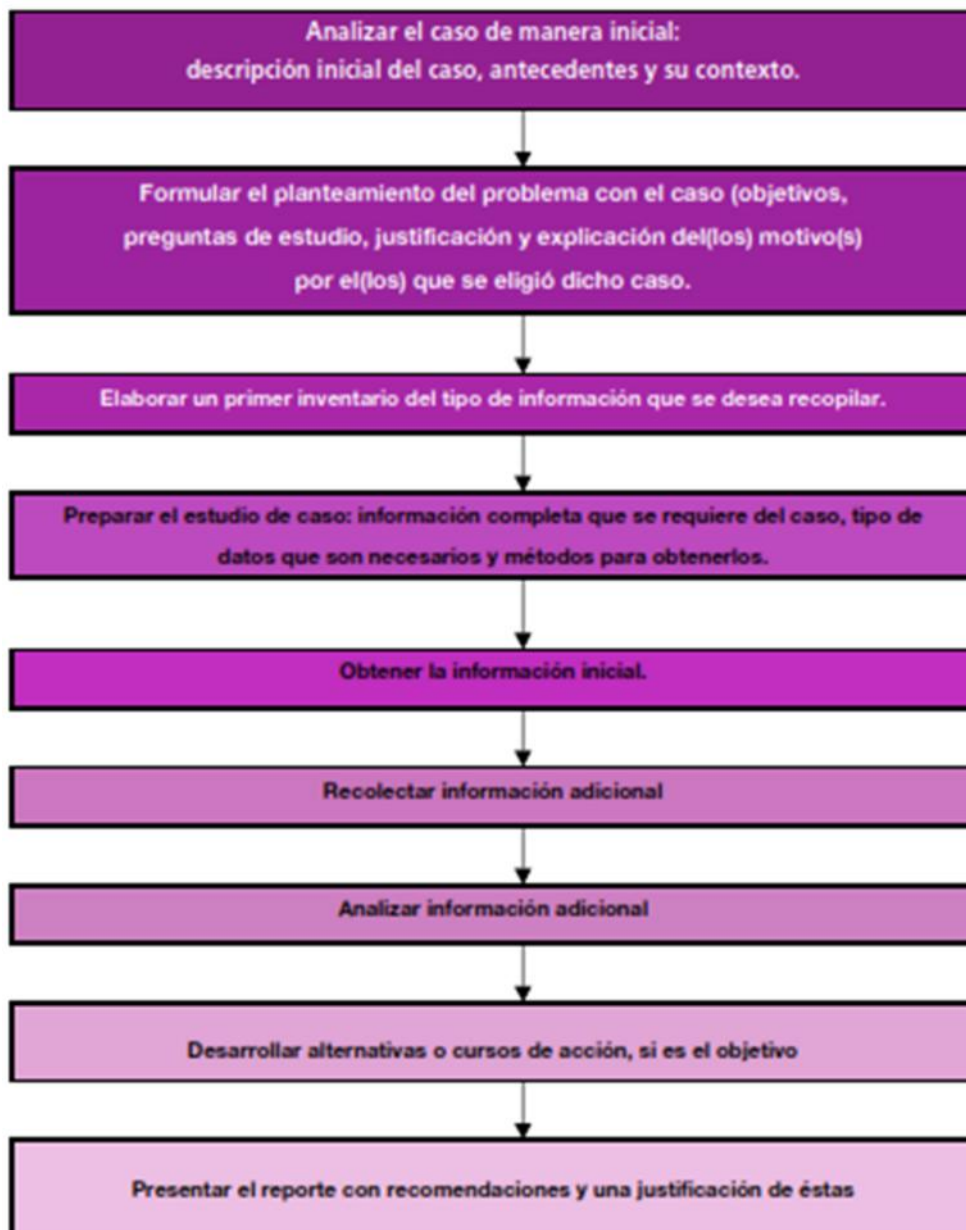 Analizar el caso de manera inicial:
descripción inicial del caso, antecedentes y su contexto.
Formular el planteamiento del problema con el caso (objetivos,
preguntas de estudio, justificación y explicación del(los) motivo(s)
por el(los) que se eligió dicho caso.
Elaborar un primer inventario del tipo de información que se desea recopilar.
Preparar el estudio de caso: información completa que se requiere del caso, tipo de
datos que son necesarios y métodos para obtenerlos.
Obtener la información inicial.
Recolectar información adicional
Analizar información adicional
Desarrollar alternativas o cursos de acción, si es el objetivo
Presentar el reporte con recomendaciones y una justificación de éstas